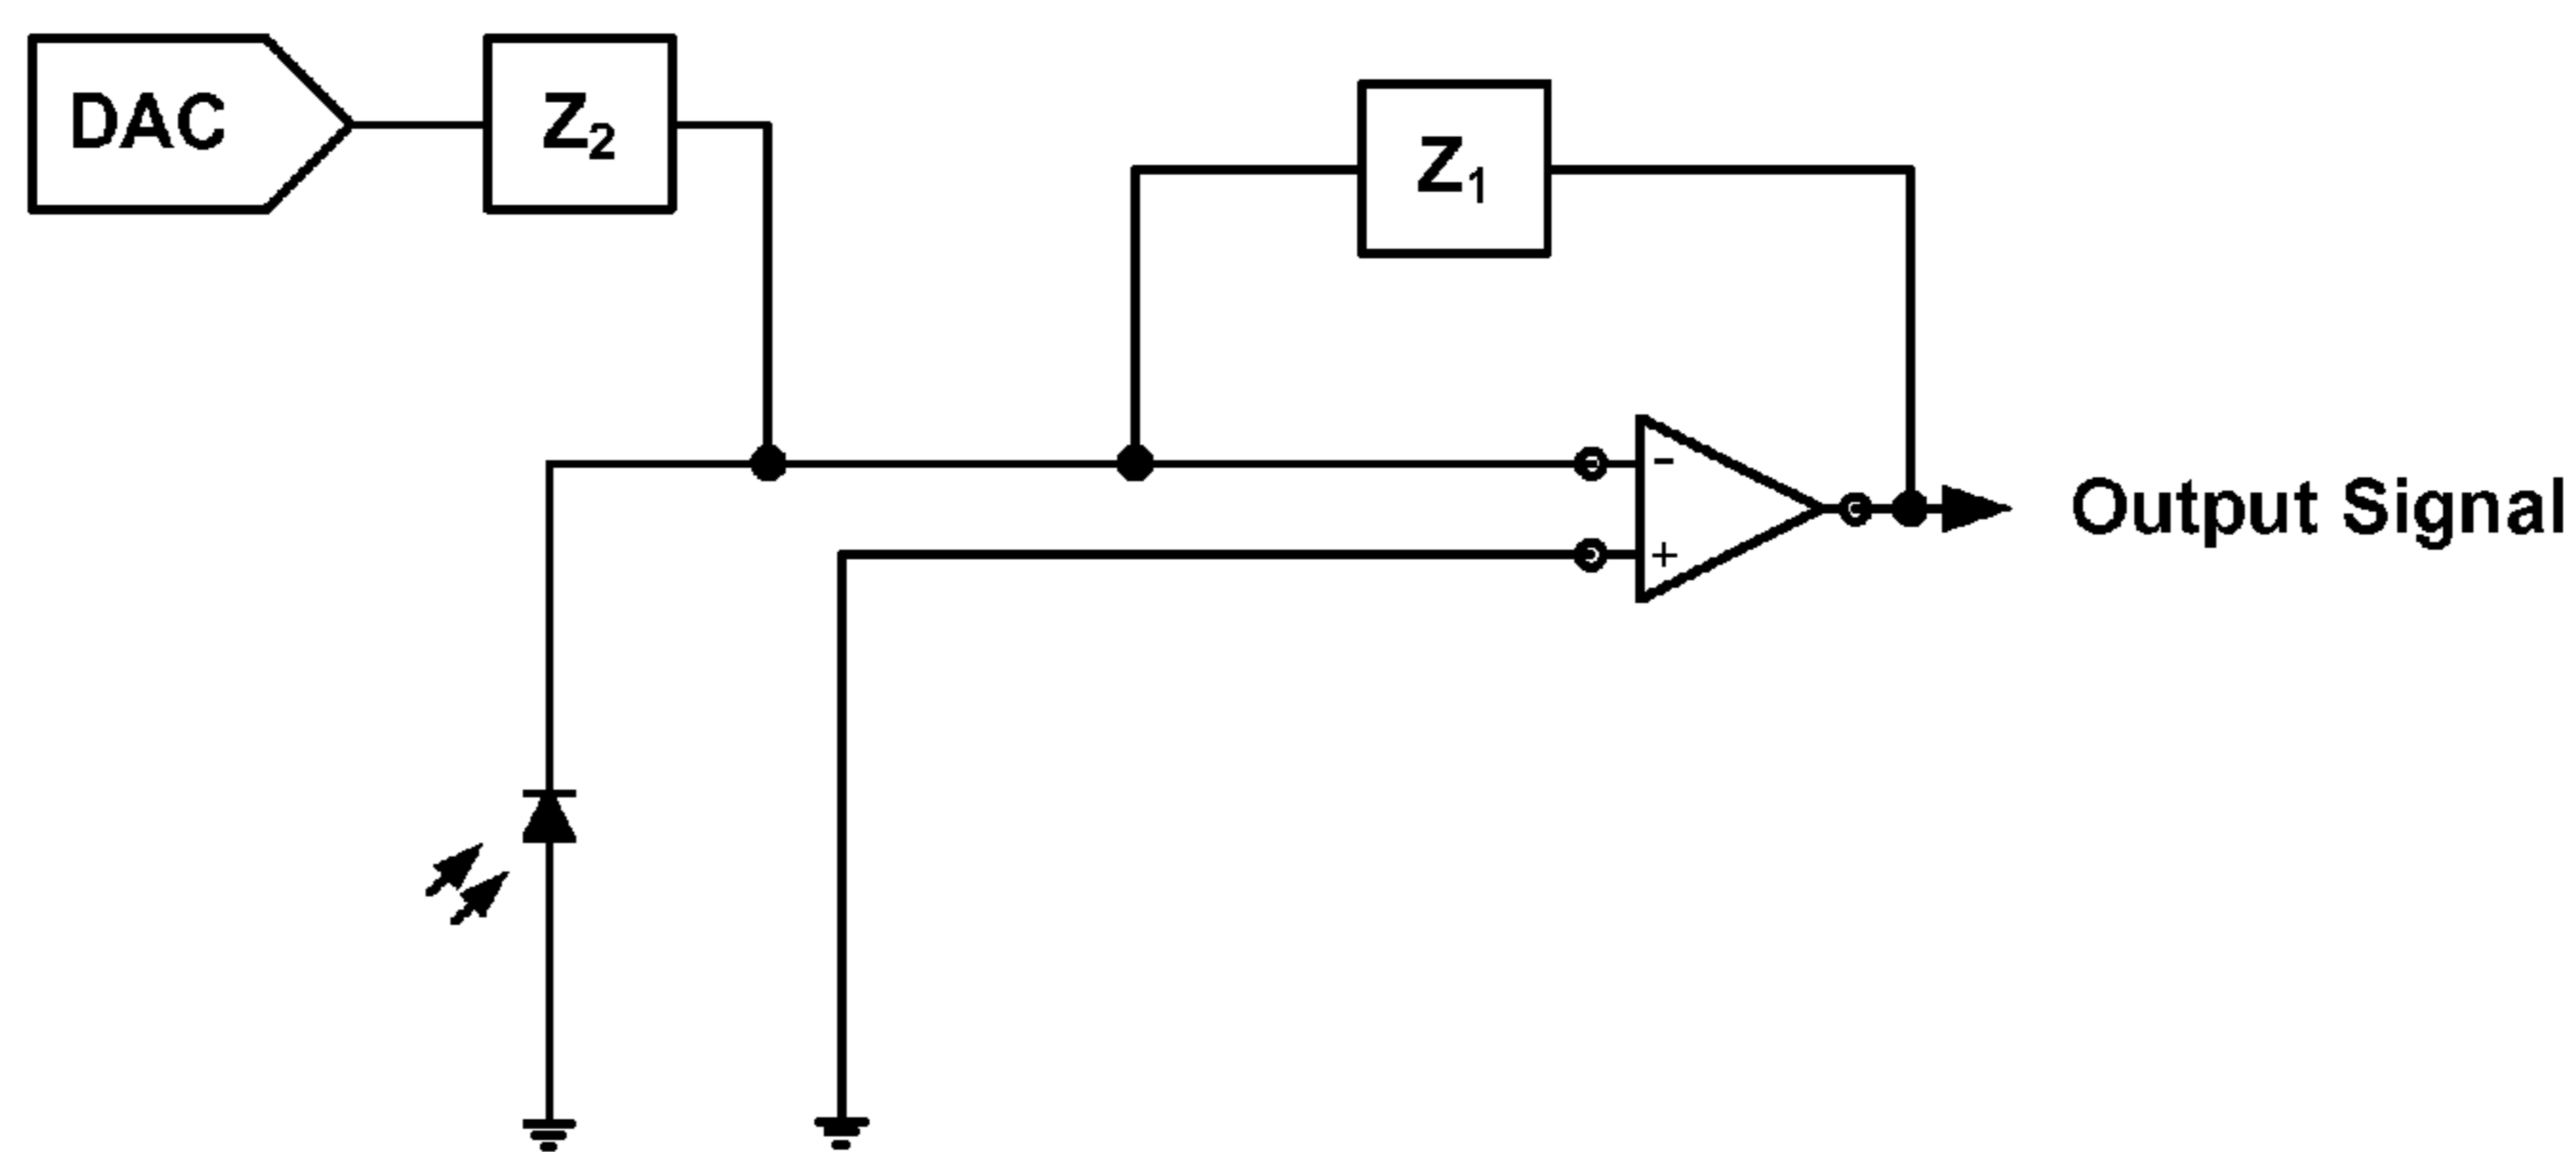 DAC
Z₂
Z₁
-
+
Output Signal